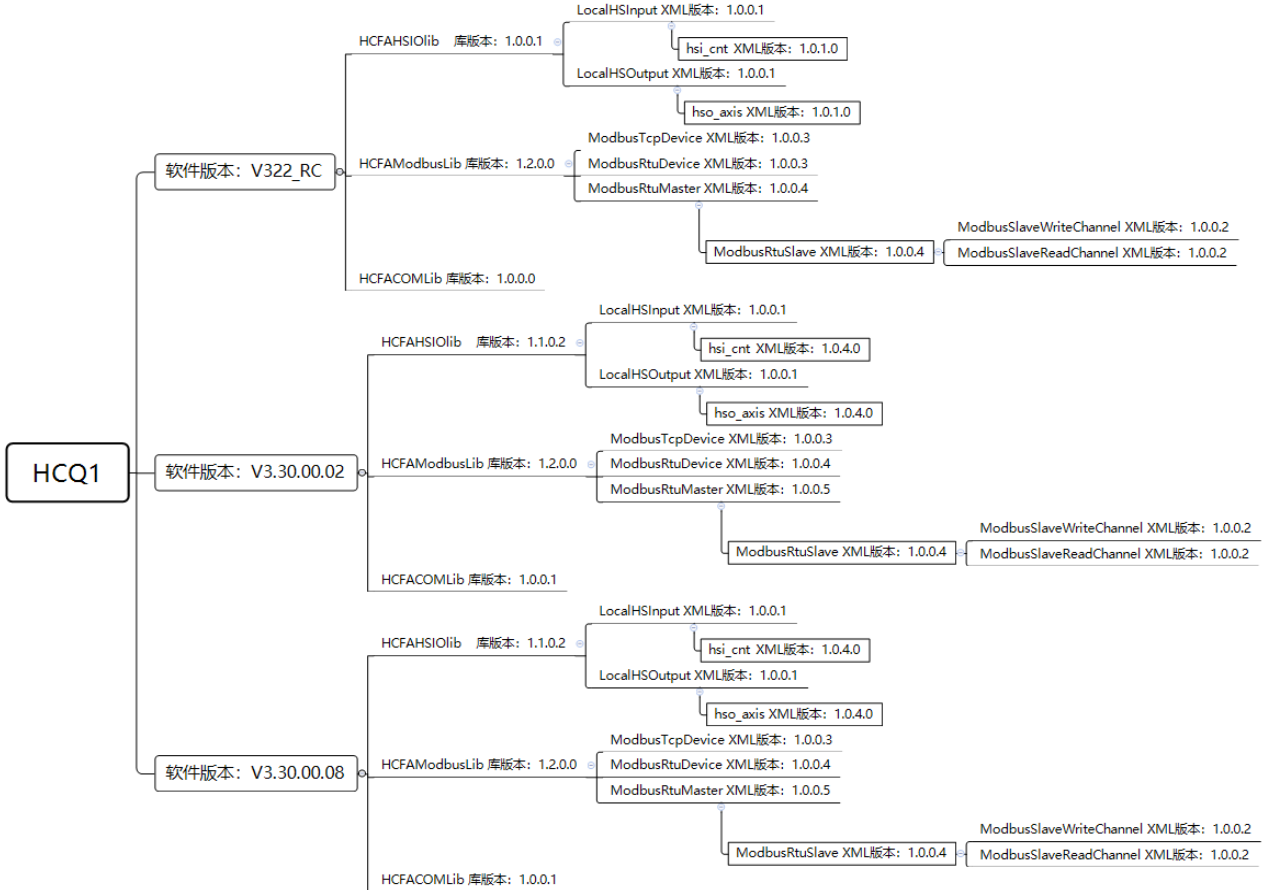 HCQ1
软件版本：V322_RC
HCFAHSIOlib 库版本：1.0.0.1
LocalHSInput XML版本：1.0.0.1
hsi_cnt XML版本：1.0.1.0
LocalHSOutput XML版本：1.0.0.1
hso_axis XML版本：1.0.1.0
HCFAModbusLib 库版本：1.2.0.0
ModbusTcpDevice XML版本：1.0.0.3
ModbusRtuDevice XML版本：1.0.0.3
ModbusRtuMaster XML版本：1.0.0.4
ModbusRtuSlave XML版本：1.0.0.4
ModbusSlaveWriteChannel XML版本：1.0.0.2
ModbusSlaveReadChannel XML版本：1.0.0.2
HCFACOMLib 库版本：1.0.0.0
软件版本：V3.30.00.02
HCFAHSIOlib 库版本：1.1.0.2
LocalHSInput XML版本：1.0.0.1
hsi_cnt XML版本：1.0.4.0
LocalHSOutput XML版本：1.0.0.1
hso_axis XML版本：1.0.4.0
HCFAModbusLib 库版本：1.2.0.0
ModbusTcpDevice XML版本：1.0.0.3
ModbusRtuDevice XML版本：1.0.0.4
ModbusRtuMaster XML版本：1.0.0.5
ModbusRtuSlave XML版本：1.0.0.4
ModbusSlaveWriteChannel XML版本：1.0.0.2
ModbusSlaveReadChannel XML版本：1.0.0.2
HCFACOMLib 库版本：1.0.0.1
软件版本：V3.30.00.08
HCFAHSIOlib 库版本：1.1.0.2
LocalHSInput XML版本：1.0.0.1
hsi_cnt XML版本：1.0.4.0
LocalHSOutput XML版本：1.0.0.1
hso_axis XML版本：1.0.4.0
HCFAModbusLib 库版本：1.2.0.0
ModbusTcpDevice XML版本：1.0.0.3
ModbusRtuDevice XML版本：1.0.0.4
ModbusRtuMaster XML版本：1.0.0.5
ModbusRtuSlave XML版本：1.0.0.4
ModbusSlaveWriteChannel XML版本：1.0.0.2
ModbusSlaveReadChannel XML版本：1.0.0.2
HCFACOMLib 库版本：1.0.0.1